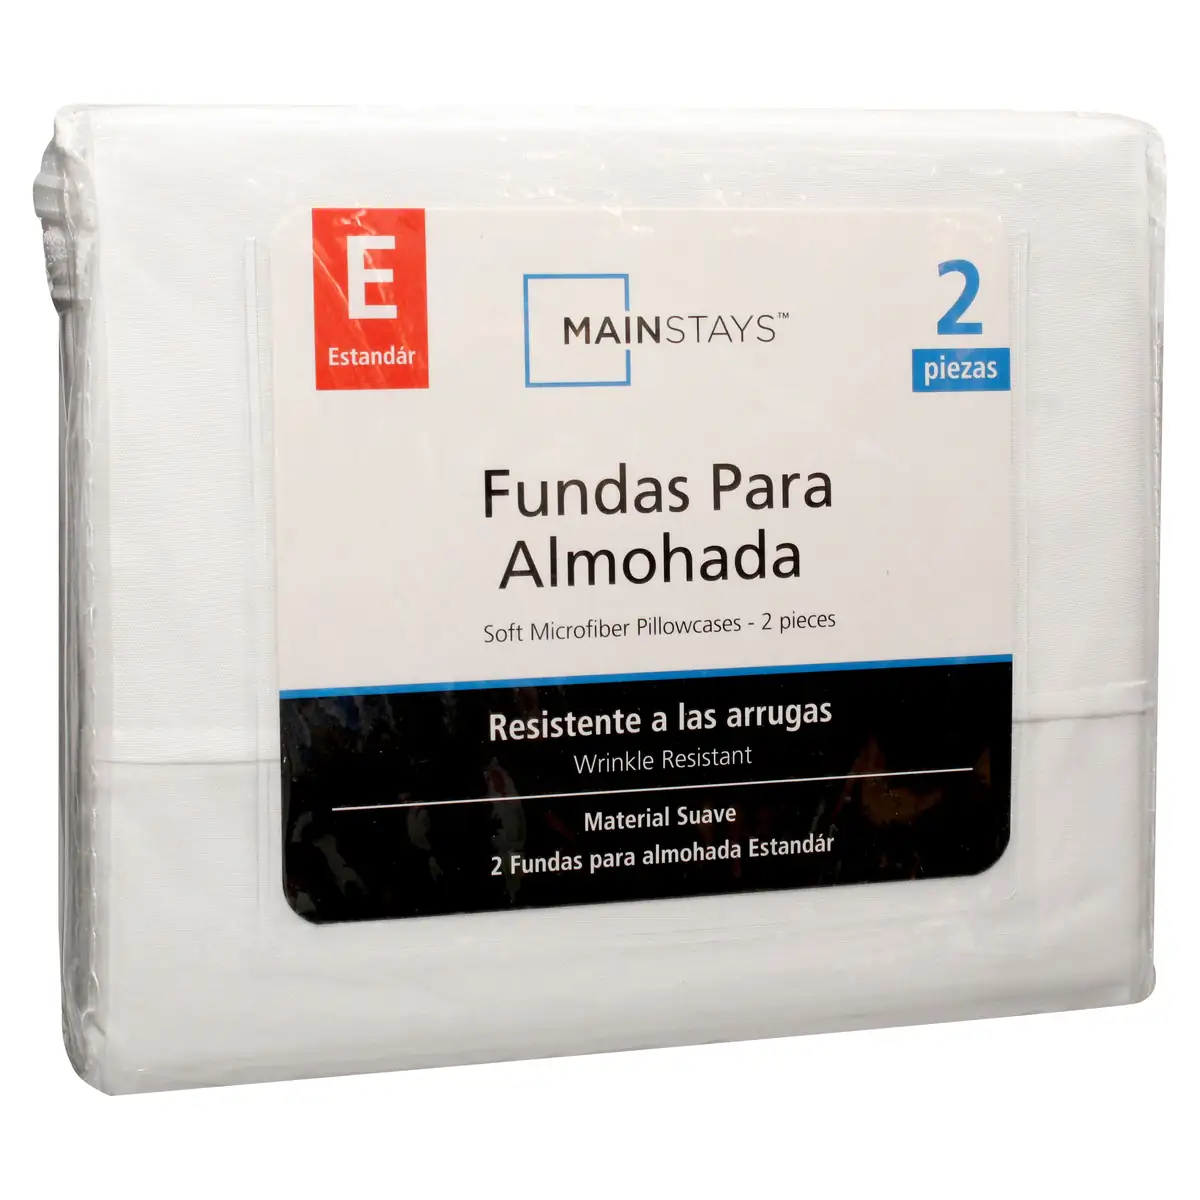 E
Estandár
MAINSTAYS™
2
piezas
Fundas Para
Almohada
Soft Microfiber Pillowcases - 2 pieces
Resistente a las arrugas
Wrinkle Resistant
Material Suave
2 Fundas para almohada Estandár